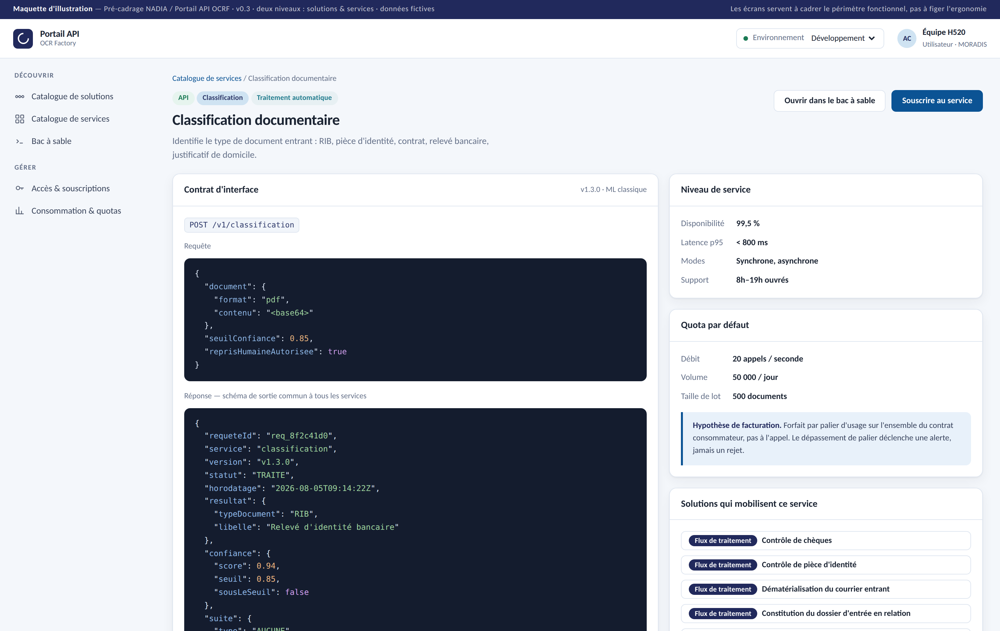 Maquette d'illustration — Pré-cadrage NADIA / Portail API OCRF · v0.3 · deux niveaux : solutions & services · données fictives
Les écrans servent à cadrer le périmètre fonctionnel, pas à figer l'ergonomie
Portail API
OCR Factory
Environnement Développement
AC
Équipe H520
Utilisateur · MORADIS
DÉCOUVRIR
Catalogue de solutions
Catalogue de services
Bac à sable
GÉRER
Accès & souscriptions
Consommation & quotas
Catalogue de services / Classification documentaire
API Classification Traitement automatique
Ouvrir dans le bac à sable
Souscrire au service
Classification documentaire
Identifie le type de document entrant : RIB, pièce d'identité, contrat, relevé bancaire,
justificatif de domicile.
Contrat d'interface
v1.3.0 · ML classique
POST /v1/classification
Requête
{
"document": {
"format": "pdf",
"contenu": "<base64>"
},
"seuilConfiance": 0.85,
"reprisHumaineAutorisee": true
}
Réponse — schéma de sortie commun à tous les services
{
"requeteId": "req_8f2c41d0",
"service": "classification",
"version": "v1.3.0",
"statut": "TRAITE",
"horodatage": "2026-08-05T09:14:22Z",
"resultat": {
"typeDocument": "RIB",
"libelle": "Relevé d'identité bancaire"
},
"confiance": {
"score": 0.94,
"seuil": 0.85,
"sousLeSeuil": false
},
"suite": {
"type": "AUCUNE"
Niveau de service
Disponibilité 99,5 %
Latence p95 < 800 ms
Modes Synchrone, asynchrone
Support 8h–19h ouvrés
Quota par défaut
Débit 20 appels / seconde
Volume 50 000 / jour
Taille de lot 500 documents
Hypothèse de facturation. Forfait par palier d'usage sur l'ensemble du contrat
consommateur, pas à l'appel. Le dépassement de palier déclenche une alerte,
jamais un rejet.
Solutions qui mobilisent ce service
Flux de traitement Contrôle de chèques
Flux de traitement Contrôle de pièce d'identité
Flux de traitement Dématérialisation du courrier entrant
Flux de traitement Constitution du dossier d'entrée en relation